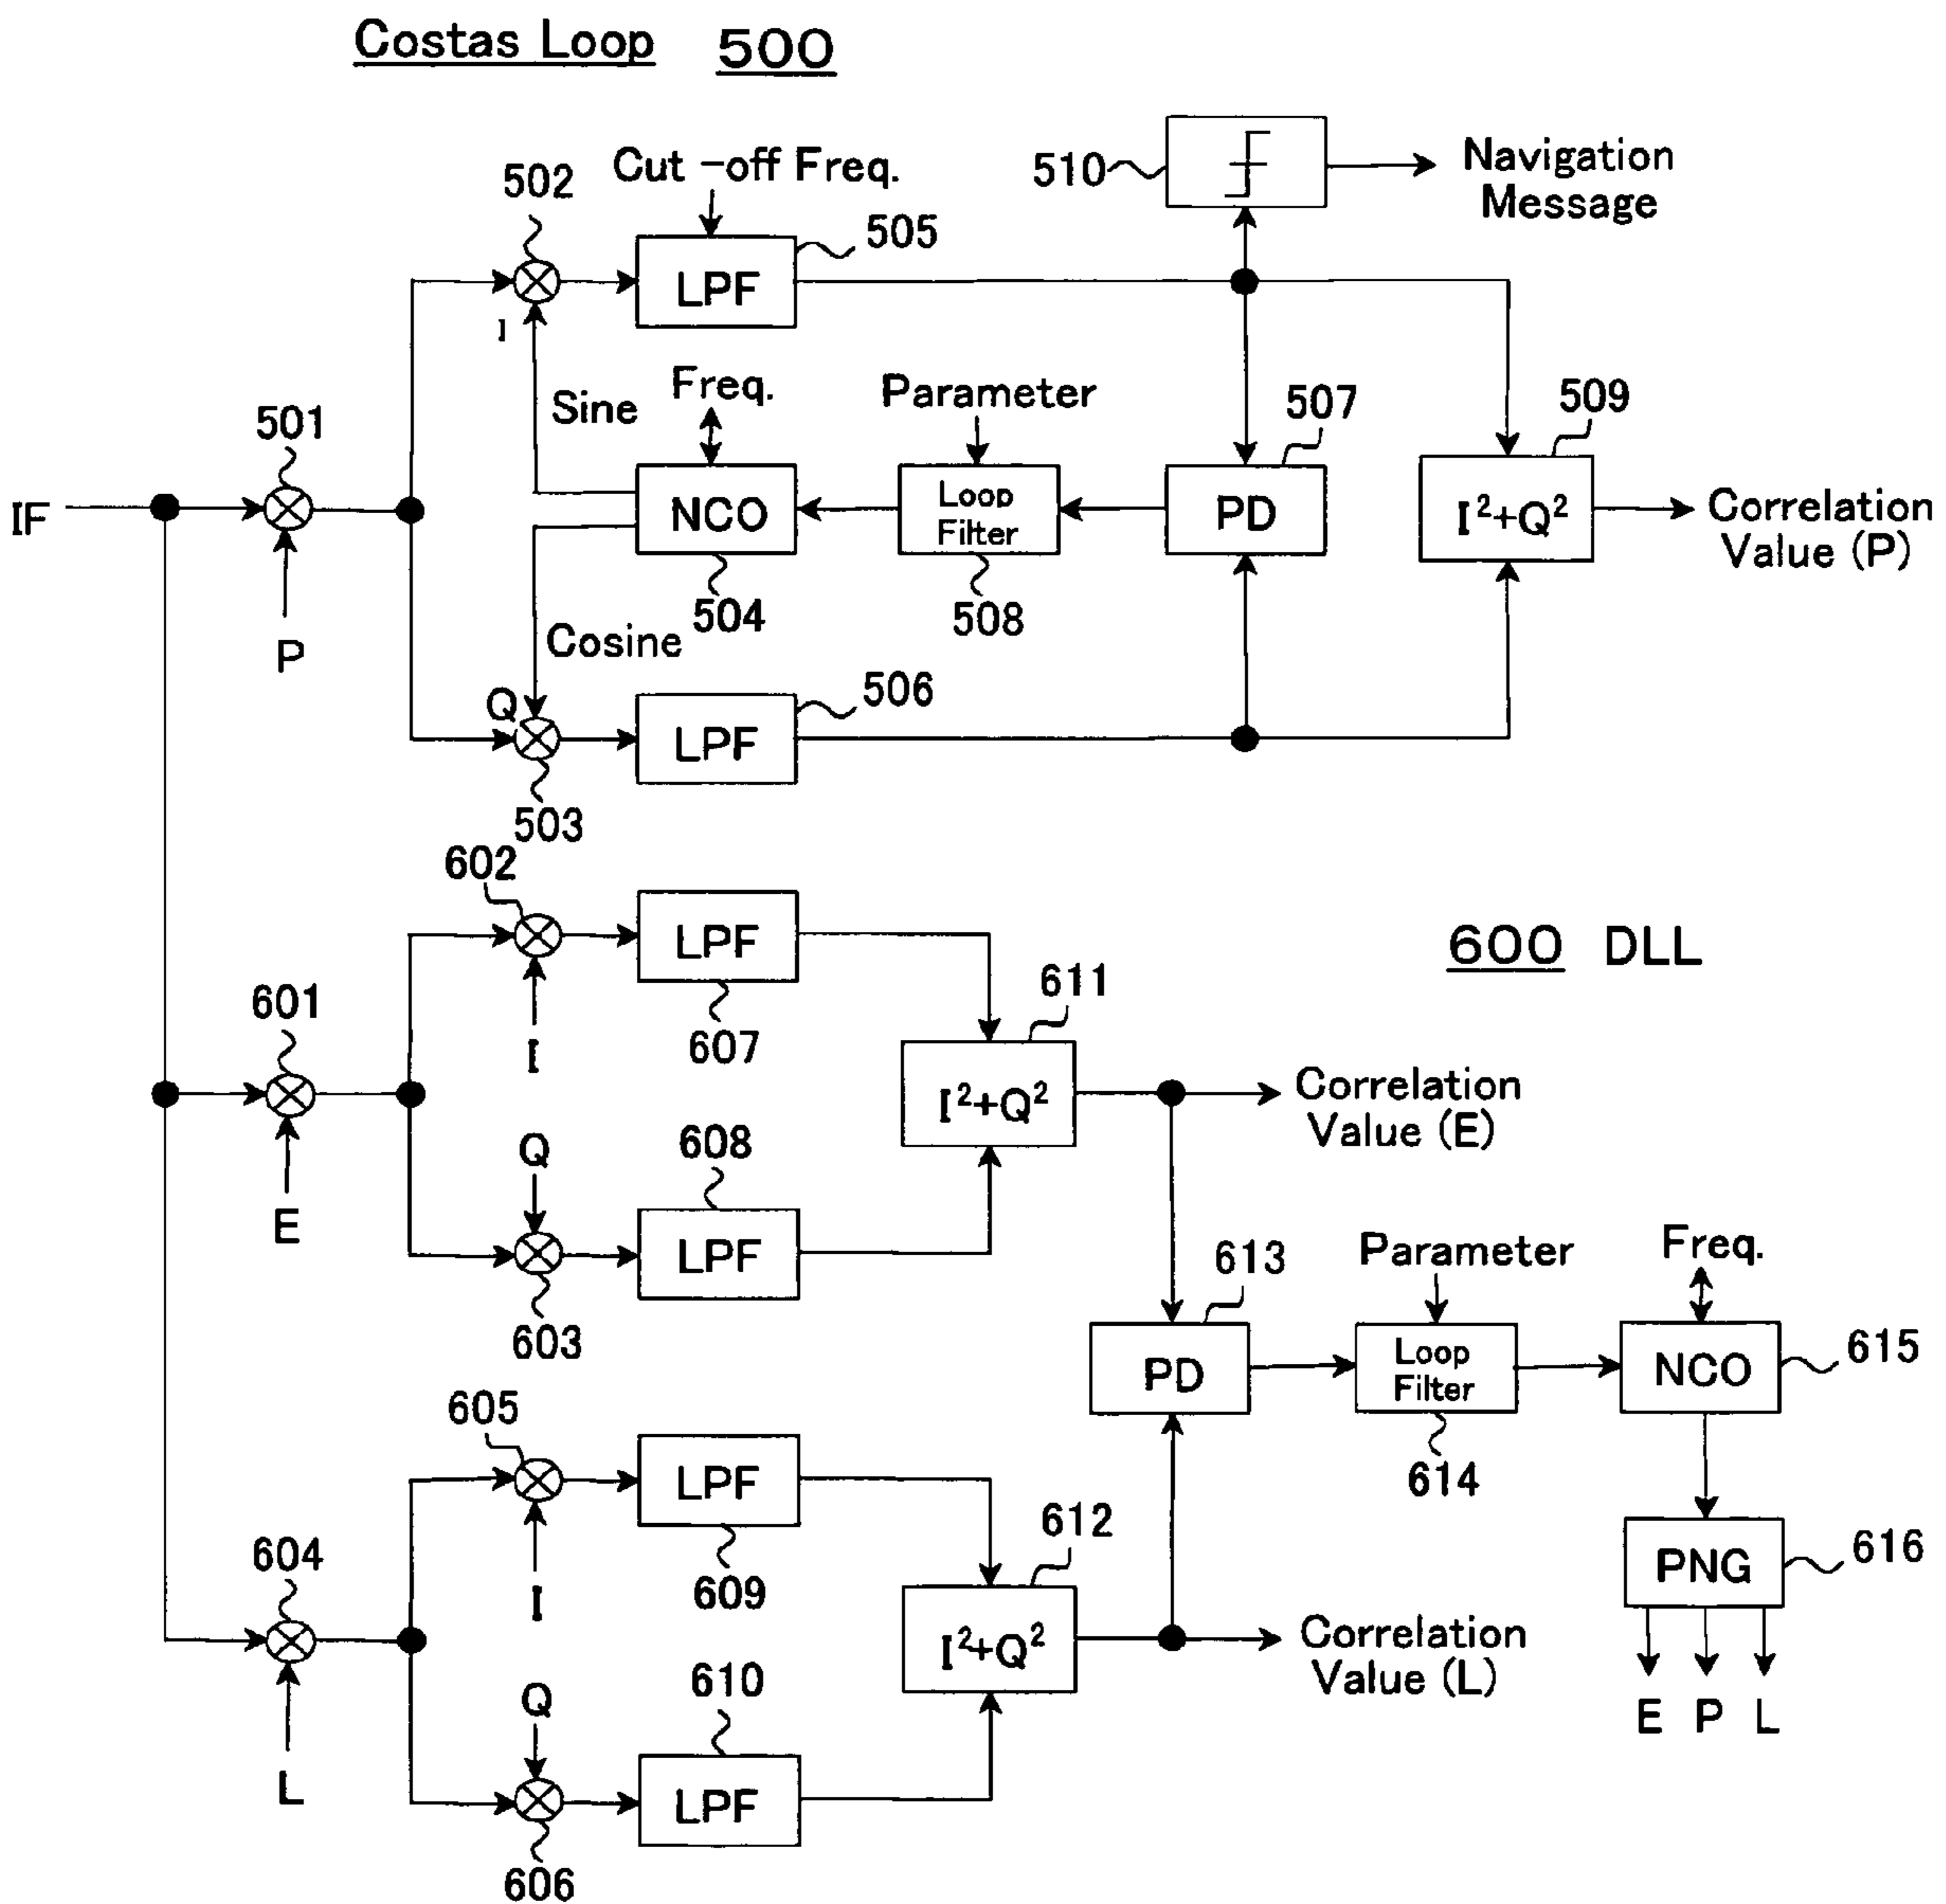 Costas Loop 500
502
Cut -off Freq.
505
LPF
510
Navigation
Message
I
Sine
Freq.
Parameter
507
509
501
IF
P
NCO
504
Loop
Filter
508
PD
I²+Q²
Correlation
Value (P)
Cosine
Q
506
LPF
503
602
LPF
607
I
600 DLL
601
E
611
I²+Q²
Correlation
Value (E)
Q
608
LPF
603
613
PD
Parameter
Loop
Filter
614
Freq.
NCO
615
605
LPF
609
I
604
L
612
I²+Q²
Correlation
Value (L)
PNG
616
E P L
Q
610
LPF
606